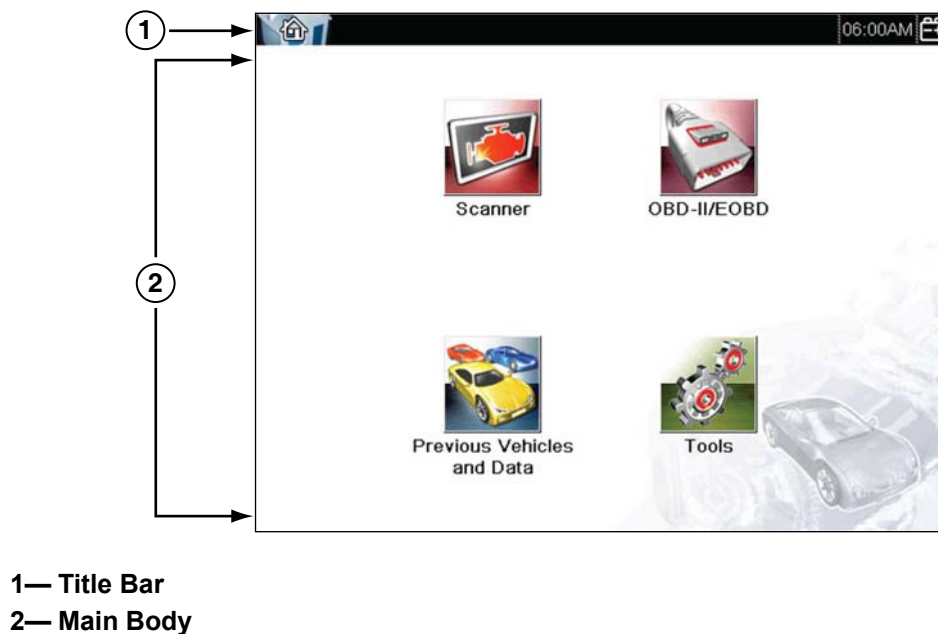 1
06:00AM
2
Scanner
OBD-II/EOBD
Previous Vehicles
and Data
Tools
1— Title Bar
2— Main Body